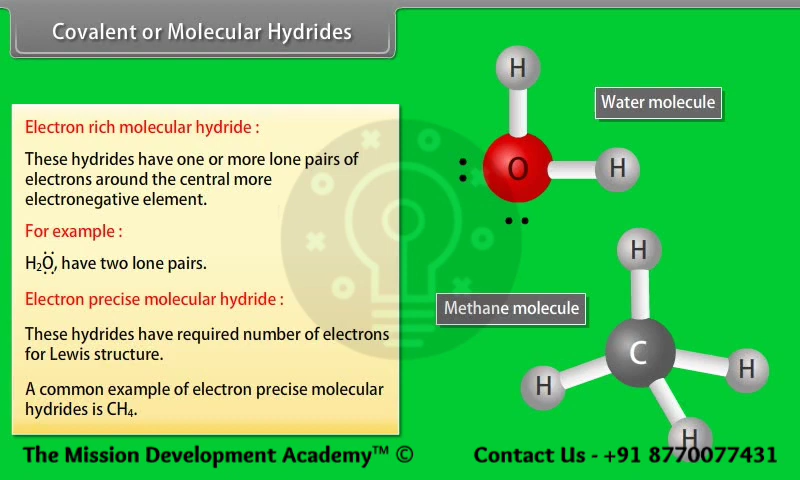 Covalent or Molecular Hydrides
Electron rich molecular hydride :
These hydrides have one or more lone pairs of
electrons around the central more
electronegative element.
For example :
H₂O, have two lone pairs.
Electron precise molecular hydride :
These hydrides have required number of electrons
for Lewis structure.
A common example of electron precise molecular
hydrides is CH₄.
H
Water molecule
O
H
H
Methane molecule
C
H
H
H
The Mission Development Academy™ ©
Contact Us - +91 8770077431